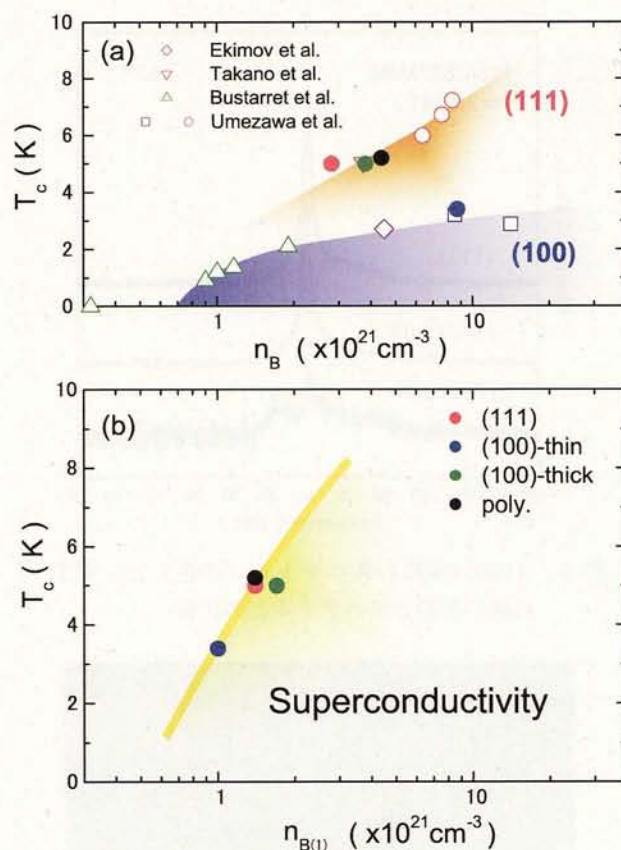 (a)
Ekimov et al.
Takano et al.
Bustarret et al.
Umezawa et al.
(111)
(100)
10
8
6
4
2
0
T_c (K)
1
10
n_B (x10^21 cm^-3)
(b)
(111)
(100)-thin
(100)-thick
poly.
10
8
6
4
2
0
T_c (K)
Superconductivity
1
10
n_B(1) (x10^21 cm^-3)